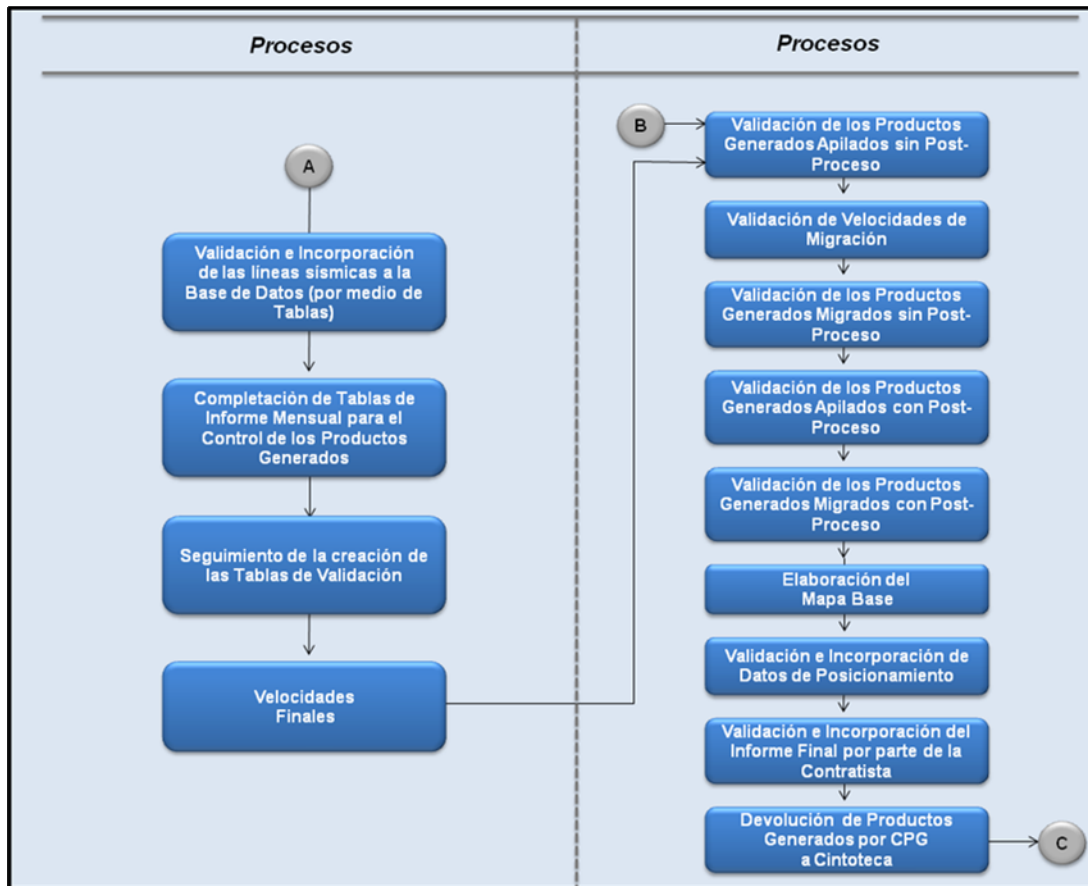 Procesos
A
Validación e Incorporación
de las líneas sísmicas a la
Base de Datos (por medio de
Tablas)
Completación de Tablas de
Informe Mensual para el
Control de los Productos
Generados
Seguimiento de la creación de
las Tablas de Validación
Velocidades
Finales
Procesos
B
Validación de los Productos
Generados Apilados sin Post-
Proceso
Validación de Velocidades de
Migración
Validación de los Productos
Generados Migrados sin Post-
Proceso
Validación de los Productos
Generados Apilados con Post-
Proceso
Validación de los Productos
Generados Migrados con Post-
Proceso
Elaboración del
Mapa Base
Validación e Incorporación de
Datos de Posicionamiento
Validación e Incorporación del
Informe Final por parte de la
Contratista
Devolución de Productos
Generados por CPG
a Cintoteca
C